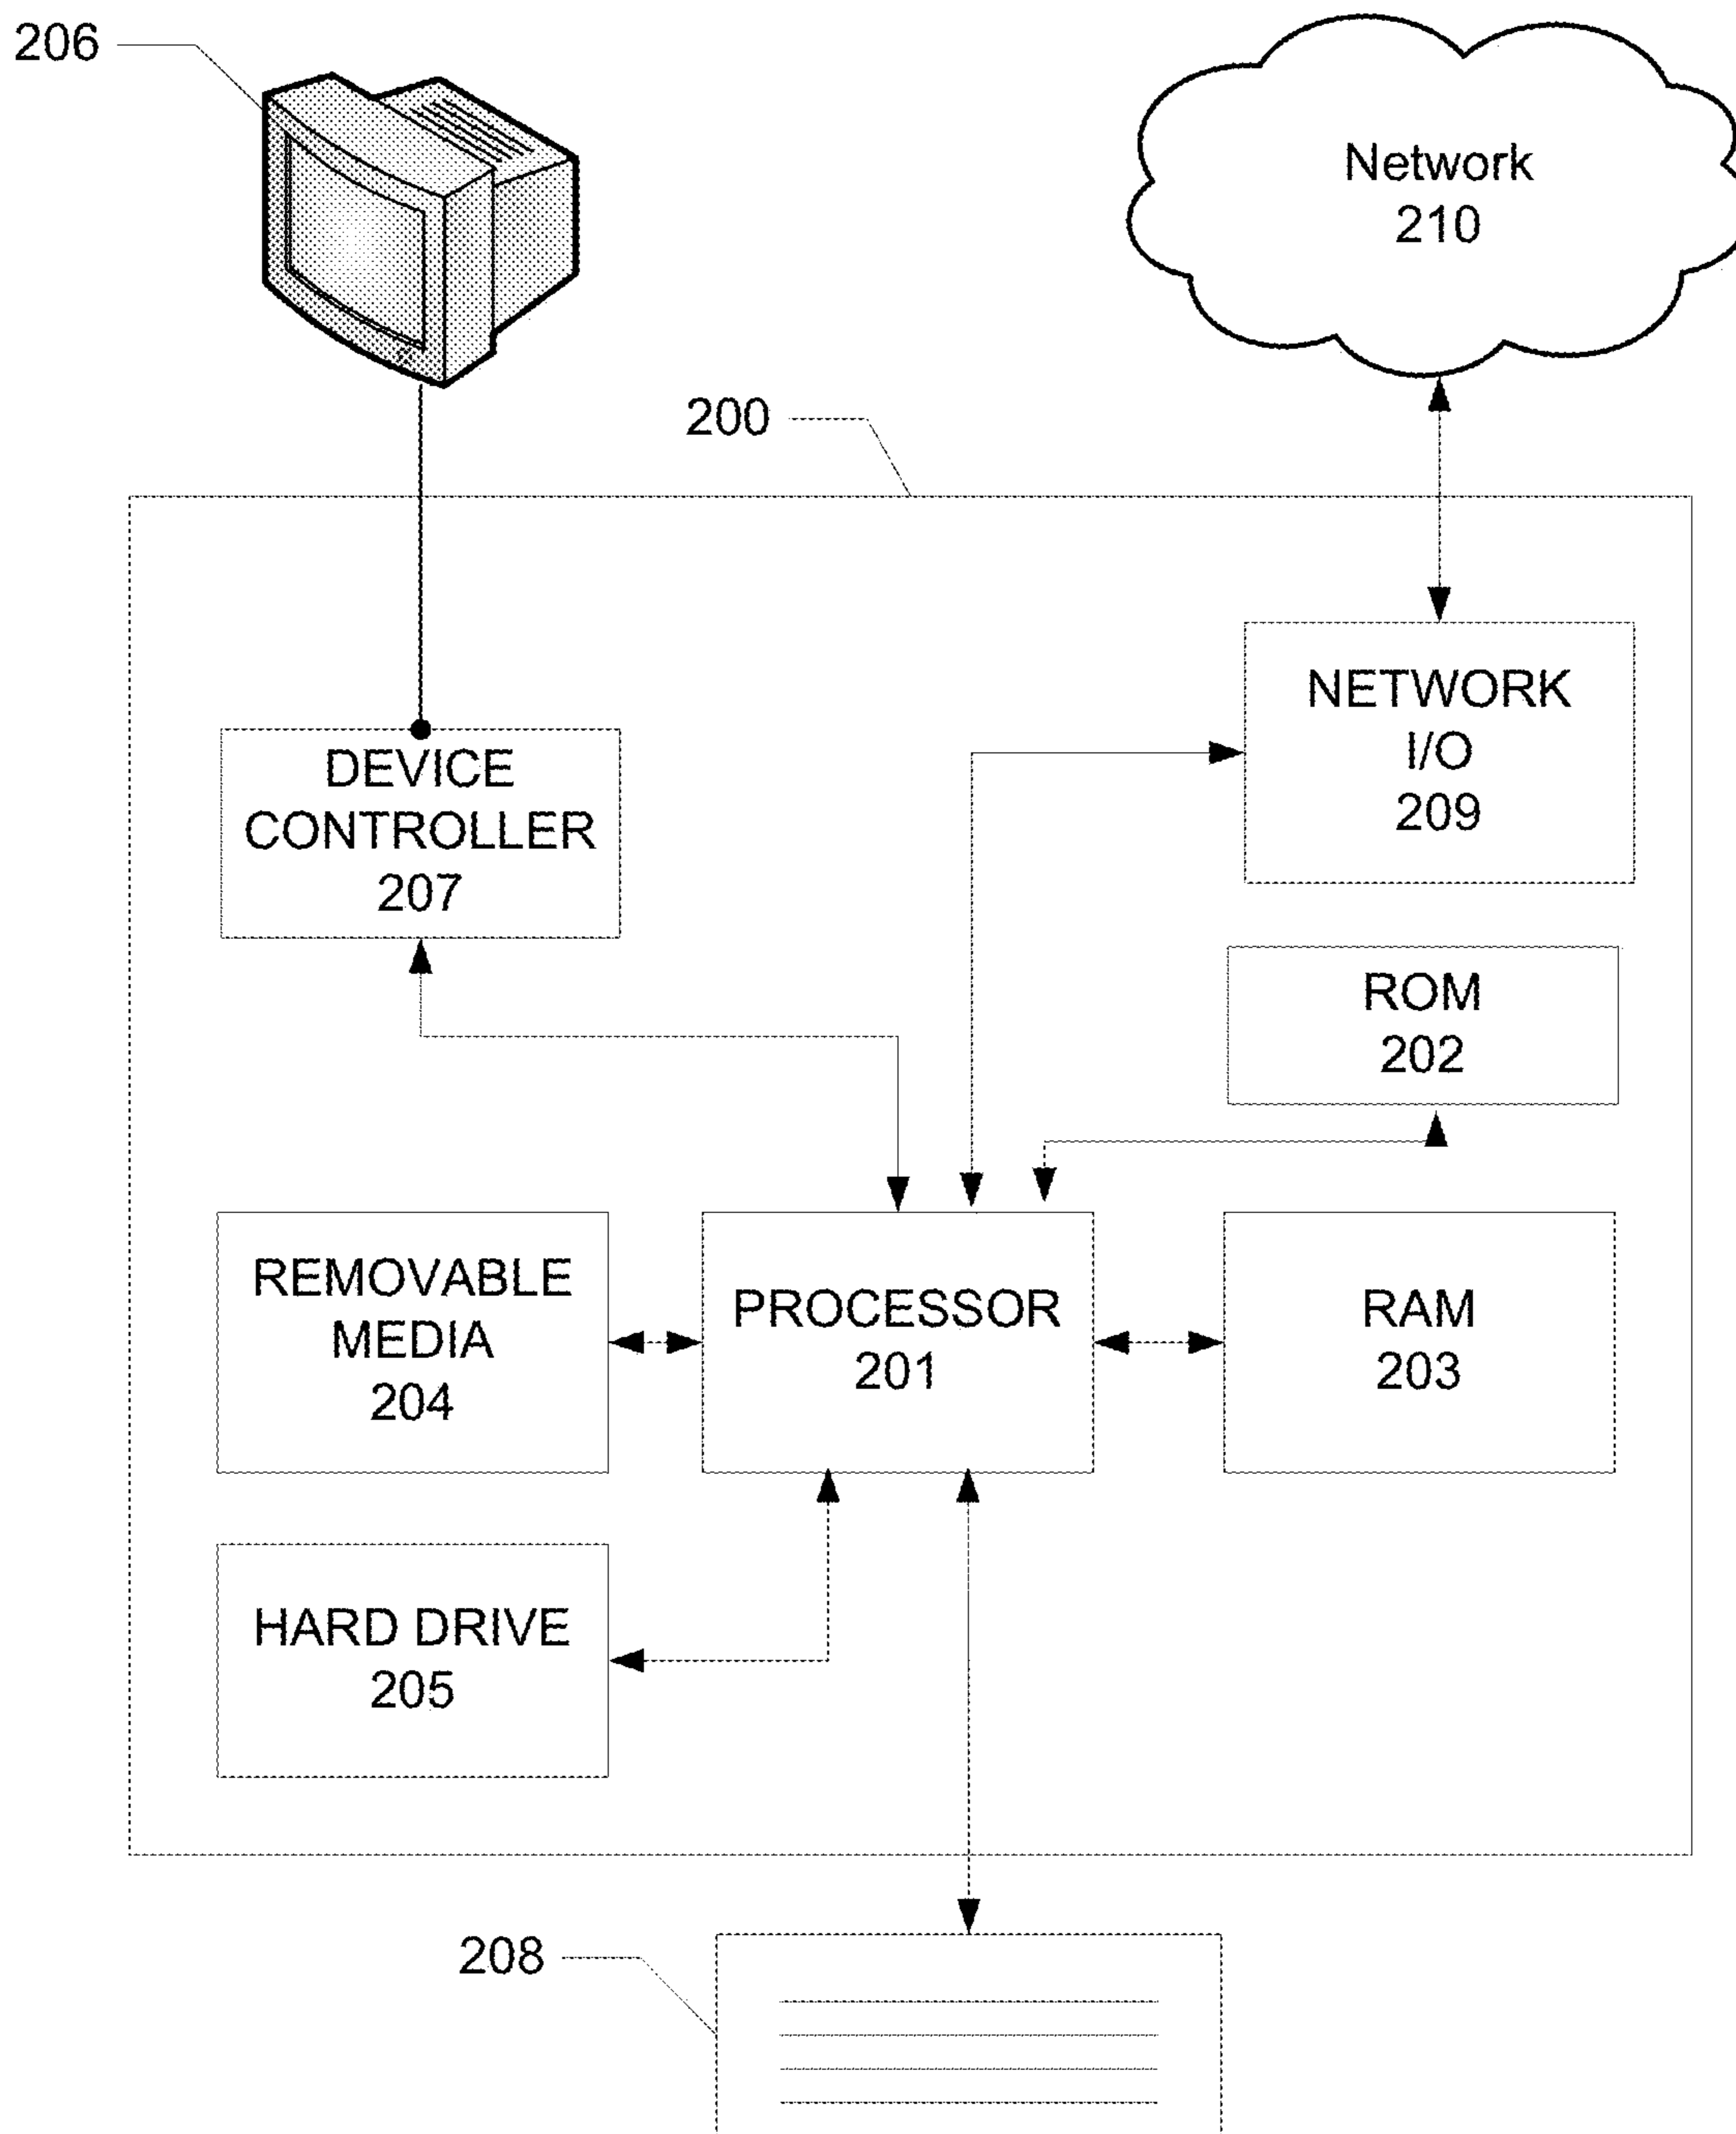 206
Network
210
200
NETWORK
I/O
209
DEVICE
CONTROLLER
207
ROM
202
REMOVABLE
MEDIA
204
PROCESSOR
201
RAM
203
HARD DRIVE
205
208